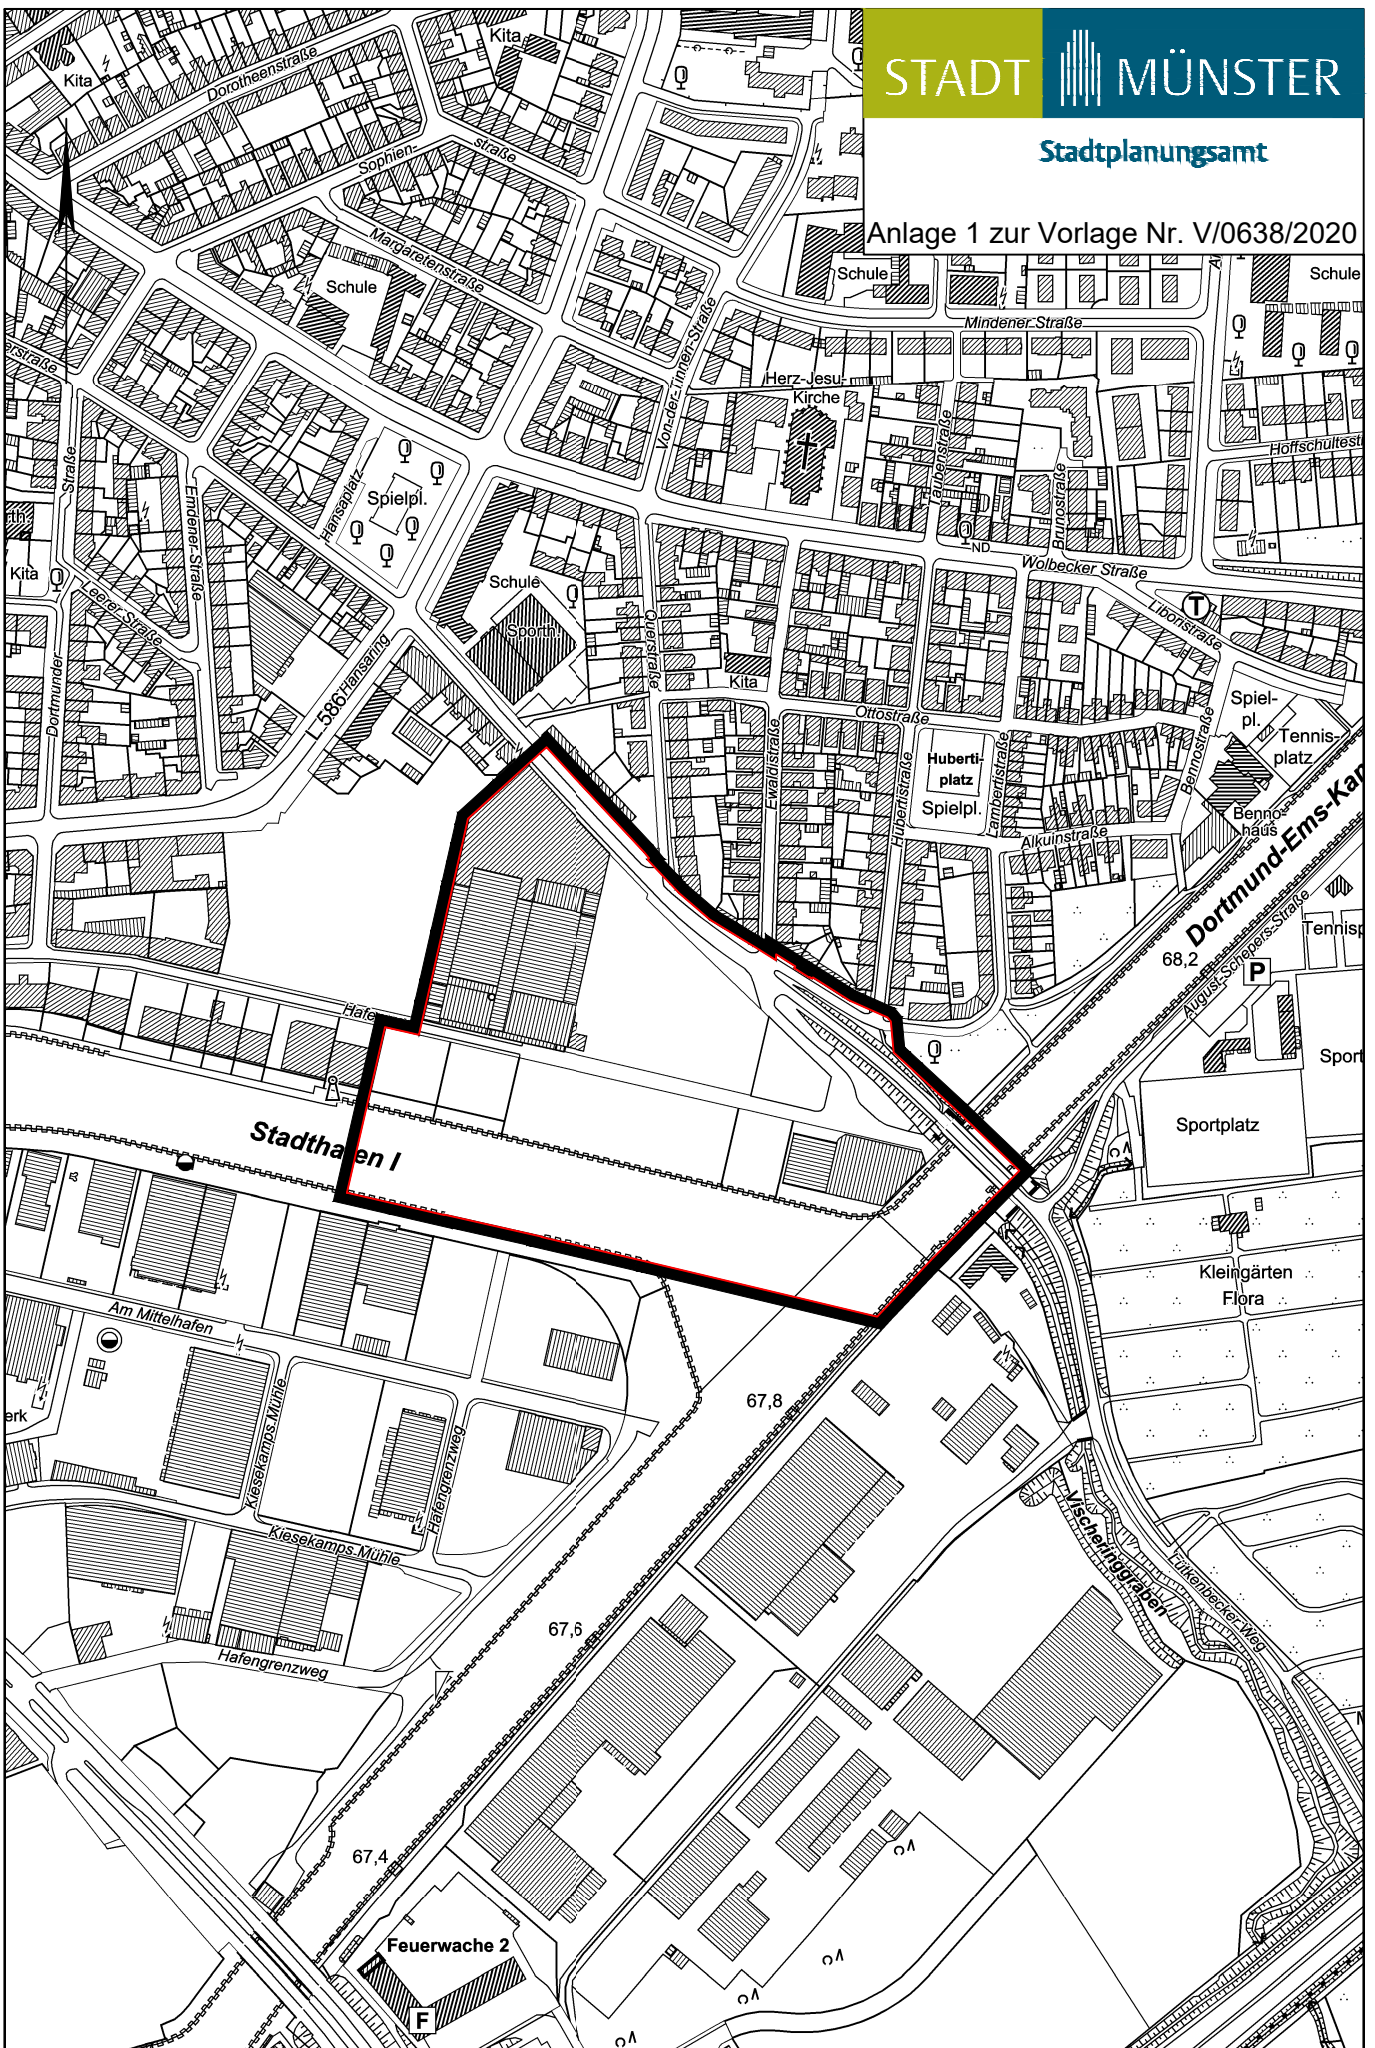 STADT MÜNSTER
Stadtplanungsamt
Anlage 1 zur Vorlage Nr. V/0638/2020
Kita
Kita
Dorotheenstraße
Sophien-
straße
Margaretenstraße
Schule
Schule
Schule
Mindener Straße
Von-der-Tinnen-Straße
Herz-Jesu-
Kirche
Taubenstraße
Brunostraße
Hoffschultest
erstraße
Straße
Hansaplatz
Spielpl.
Emdener-Straße
Kita
Leerer-Straße
Dortmunder
586
Hansaring
Schule
Sporth.
Querstraße
Kita
ND
Wolbecker Straße
T
Liboristraße
Ottostraße
Ewaldistraße
Huberti-
platz
Spielpl.
Hubertistraße
Lambertistraße
Alkuinstraße
Bennostraße
Spiel-
pl.
Tennis-
platz
Benno-
haus
Dortmund-Ems-Kan
68,2
August-Schepers-Straße
P
Tennisp
Sport
Sportplatz
Hafe
Stadthafen I
Kleingärten
Flora
Am Mittelhafen
erk
Kiesekamps Mühle
Hafengrenzweg
Kiesekamps Mühle
Hafengrenzweg
67,8
67,6
67,4
Vischeringgraben
Lütkenbecker-Weg
Feuerwache 2
F